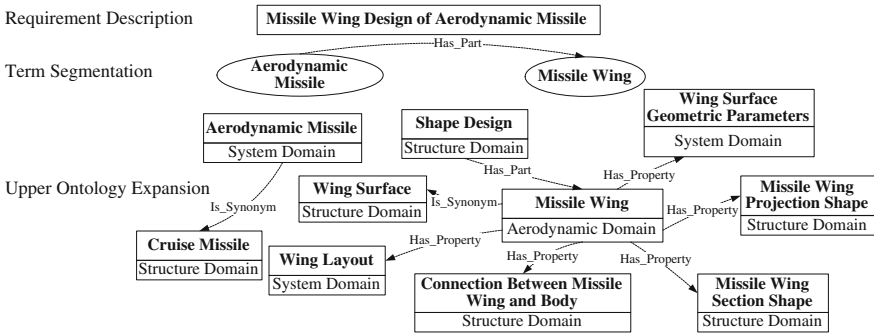 Requirement Description
Missile Wing Design of Aerodynamic Missile
Has_Part
Term Segmentation
Aerodynamic
Missile
Missile Wing
Wing Surface
Geometric Parameters
System Domain
Aerodynamic Missile
System Domain
Shape Design
Structure Domain
Has_Part
Has_Property
Upper Ontology Expansion
Is_Synonym
Wing Surface
Structure Domain
Is_Synonym
Missile Wing
Aerodynamic Domain
Has_Property
Missile Wing
Projection Shape
Structure Domain
Cruise Missile
Structure Domain
Has_Property
Wing Layout
System Domain
Has_Property
Has_Property
Connection Between Missile
Wing and Body
Structure Domain
Missile Wing
Section Shape
Structure Domain